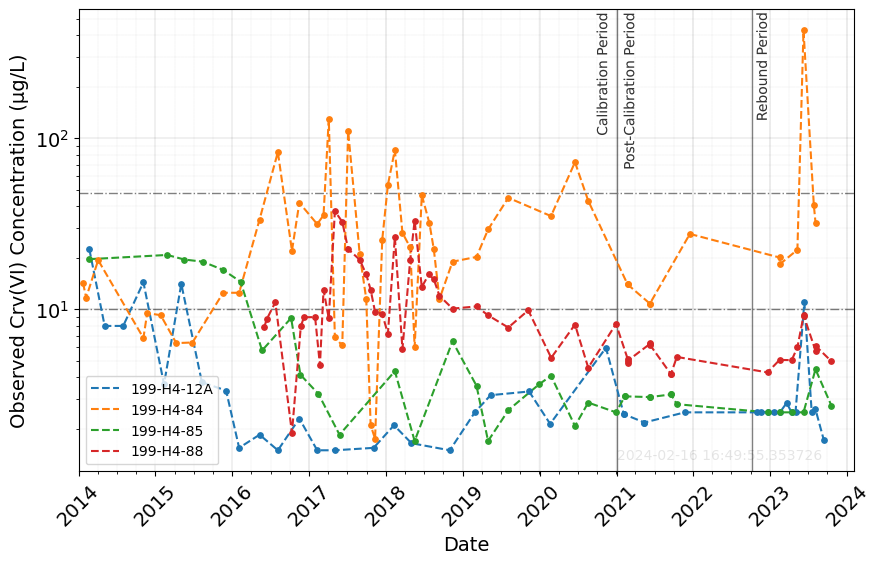 Observed Crv(VI) Concentration (μg/L)
10²
10¹
Calibration Period
Post-Calibration Period
Rebound Period
199-H4-12A
199-H4-84
199-H4-85
199-H4-88
2024-02-16 16:49:55.353726
2014 2015 2016 2017 2018 2019 2020 2021 2022 2023 2024
Date